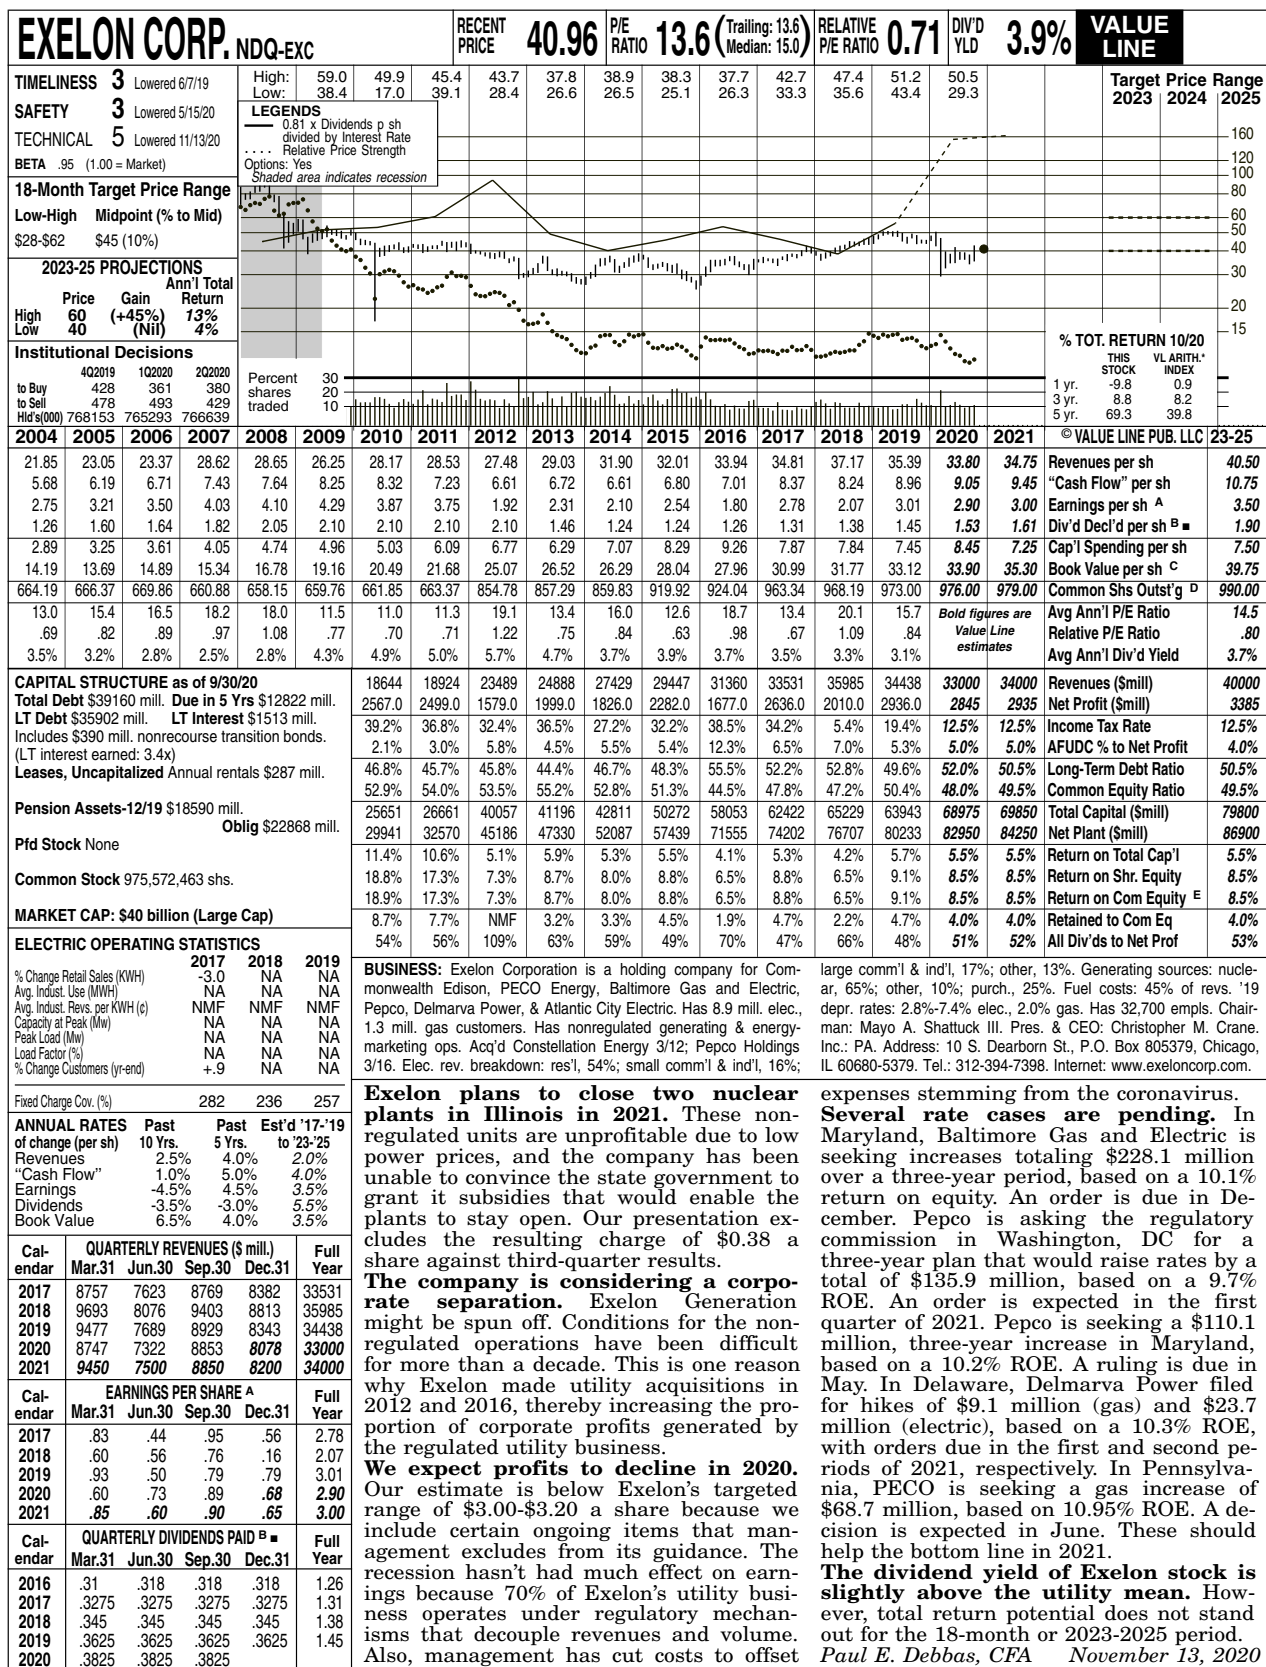 EXELON CORP. NDQ-EXC RECENT PRICE 40.96 P/E RATIO 13.6 (Trailing: 13.6 Median: 15.0) RELATIVE P/E RATIO 0.71 DIV'D YLD 3.9% VALUE LINE
TIMELINESS 3 Lowered 6/7/19
SAFETY 3 Lowered 5/15/20
TECHNICAL 5 Lowered 11/13/20
BETA .95 (1.00 = Market)
18-Month Target Price Range
Low-High Midpoint (% to Mid)
$28-$62 $45 (10%)
2023-25 PROJECTIONS
Ann'l Total
Price Gain Return
High 60 (+45%) 13%
Low 40 (Nil) 4%
Institutional Decisions
4Q2019 1Q2020 2Q2020
to Buy 428 361 380
to Sell 478 493 429
Hld's(000) 768153 765293 766639
High: 59.0 49.9 45.4 43.7 37.8 38.9 38.3 37.7 42.7 47.4 51.2 50.5
Low: 38.4 17.0 39.1 28.4 26.6 26.5 25.1 26.3 33.3 35.6 43.4 29.3
LEGENDS
0.81 x Dividends p sh
divided by Interest Rate
. . . . Relative Price Strength
Options: Yes
Shaded area indicates recession
Target Price Range
2023 2024 2025
160
120
100
80
60
50
40
30
20
15
Percent shares traded
30
20
10
% TOT. RETURN 10/20
THIS STOCK VL ARITH.* INDEX
1 yr. -9.8 0.9
3 yr. 8.8 8.2
5 yr. 69.3 39.8
2004 2005 2006 2007 2008 2009 2010 2011 2012 2013 2014 2015 2016 2017 2018 2019 2020 2021 © VALUE LINE PUB. LLC 23-25
21.85 23.05 23.37 28.62 28.65 26.25 28.17 28.53 27.48 29.03 31.90 32.01 33.94 34.81 37.17 35.39 33.80 34.75 Revenues per sh 40.50
5.68 6.19 6.71 7.43 7.64 8.25 8.32 7.23 6.61 6.72 6.61 6.80 7.01 8.37 8.24 8.96 9.05 9.45 "Cash Flow" per sh 10.75
2.75 3.21 3.50 4.03 4.10 4.29 3.87 3.75 1.92 2.31 2.10 2.54 1.80 2.78 2.07 3.01 2.90 3.00 Earnings per sh A 3.50
1.26 1.60 1.64 1.82 2.05 2.10 2.10 2.10 2.10 1.46 1.24 1.24 1.26 1.31 1.38 1.45 1.53 1.61 Div'd Decl'd per sh B ■ 1.90
2.89 3.25 3.61 4.05 4.74 4.96 5.03 6.09 6.77 6.29 7.07 8.29 9.26 7.87 7.84 7.45 8.45 7.25 Cap'l Spending per sh 7.50
14.19 13.69 14.89 15.34 16.78 19.16 20.49 21.68 25.07 26.52 26.29 28.04 27.96 30.99 31.77 33.12 33.90 35.30 Book Value per sh C 39.75
664.19 666.37 669.86 660.88 658.15 659.76 661.85 663.37 854.78 857.29 859.83 919.92 924.04 963.34 968.19 973.00 976.00 979.00 Common Shs Outst'g D 990.00
13.0 15.4 16.5 18.2 18.0 11.5 11.0 11.3 19.1 13.4 16.0 12.6 18.7 13.4 20.1 15.7 Bold figures are Avg Ann'l P/E Ratio 14.5
.69 .82 .89 .97 1.08 .77 .70 .71 1.22 .75 .84 .63 .98 .67 1.09 .84 Value Line Relative P/E Ratio .80
3.5% 3.2% 2.8% 2.5% 2.8% 4.3% 4.9% 5.0% 5.7% 4.7% 3.7% 3.9% 3.7% 3.5% 3.3% 3.1% estimates Avg Ann'l Div'd Yield 3.7%
CAPITAL STRUCTURE as of 9/30/20
Total Debt $39160 mill. Due in 5 Yrs $12822 mill.
LT Debt $35902 mill. LT Interest $1513 mill.
Includes $390 mill. nonrecourse transition bonds.
(LT interest earned: 3.4x)
Leases, Uncapitalized Annual rentals $287 mill.
Pension Assets-12/19 $18590 mill.
Oblig $22868 mill.
Pfd Stock None
Common Stock 975,572,463 shs.
MARKET CAP: $40 billion (Large Cap)
18644 18924 23489 24888 27429 29447 31360 33531 35985 34438 33000 34000 Revenues ($mill) 40000
2567.0 2499.0 1579.0 1999.0 1826.0 2282.0 1677.0 2636.0 2010.0 2936.0 2845 2935 Net Profit ($mill) 3385
39.2% 36.8% 32.4% 36.5% 27.2% 32.2% 38.5% 34.2% 5.4% 19.4% 12.5% 12.5% Income Tax Rate 12.5%
2.1% 3.0% 5.8% 4.5% 5.5% 5.4% 12.3% 6.5% 7.0% 5.3% 5.0% 5.0% AFUDC % to Net Profit 4.0%
46.8% 45.7% 45.8% 44.4% 46.7% 48.3% 55.5% 52.2% 52.8% 49.6% 52.0% 50.5% Long-Term Debt Ratio 50.5%
52.9% 54.0% 53.5% 55.2% 52.8% 51.3% 44.5% 47.8% 47.2% 50.4% 48.0% 49.5% Common Equity Ratio 49.5%
25651 26661 40057 41196 42811 50272 58053 62422 65229 63943 68975 69850 Total Capital ($mill) 79800
29941 32570 45186 47330 52087 57439 71555 74202 76707 80233 82950 84250 Net Plant ($mill) 86900
11.4% 10.6% 5.1% 5.9% 5.3% 5.5% 4.1% 5.3% 4.2% 5.7% 5.5% 5.5% Return on Total Cap'l 5.5%
18.8% 17.3% 7.3% 8.7% 8.0% 8.8% 6.5% 8.8% 6.5% 9.1% 8.5% 8.5% Return on Shr. Equity 8.5%
18.9% 17.3% 7.3% 8.7% 8.0% 8.8% 6.5% 8.8% 6.5% 9.1% 8.5% 8.5% Return on Com Equity E 8.5%
8.7% 7.7% NMF 3.2% 3.3% 4.5% 1.9% 4.7% 2.2% 4.7% 4.0% 4.0% Retained to Com Eq 4.0%
54% 56% 109% 63% 59% 49% 70% 47% 66% 48% 51% 52% All Div'ds to Net Prof 53%
ELECTRIC OPERATING STATISTICS
2017 2018 2019
% Change Retail Sales (KWH) -3.0 NA NA
Avg. Indust. Use (MWH) NA NA NA
Avg. Indust. Revs. per KWH (¢) NMF NMF NMF
Capacity at Peak (Mw) NA NA NA
Peak Load (Mw) NA NA NA
Load Factor (%) NA NA NA
% Change Customers (yr-end) +.9 NA NA
Fixed Charge Cov. (%) 282 236 257
ANNUAL RATES Past Past Est'd '17-'19
of change (per sh) 10 Yrs. 5 Yrs. to '23-'25
Revenues 2.5% 4.0% 2.0%
"Cash Flow" 1.0% 5.0% 4.0%
Earnings -4.5% 4.5% 3.5%
Dividends -3.5% -3.0% 5.5%
Book Value 6.5% 4.0% 3.5%
Cal-endar QUARTERLY REVENUES ($ mill.) Full Year
Mar.31 Jun.30 Sep.30 Dec.31
2017 8757 7623 8769 8382 33531
2018 9693 8076 9403 8813 35985
2019 9477 7689 8929 8343 34438
2020 8747 7322 8853 8078 33000
2021 9450 7500 8850 8200 34000
Cal-endar EARNINGS PER SHARE A Full Year
Mar.31 Jun.30 Sep.30 Dec.31
2017 .83 .44 .95 .56 2.78
2018 .60 .56 .76 .16 2.07
2019 .93 .50 .79 .79 3.01
2020 .60 .73 .89 .68 2.90
2021 .85 .60 .90 .65 3.00
Cal-endar QUARTERLY DIVIDENDS PAID B ■ Full Year
Mar.31 Jun.30 Sep.30 Dec.31
2016 .31 .318 .318 .318 1.26
2017 .3275 .3275 .3275 .3275 1.31
2018 .345 .345 .345 .345 1.38
2019 .3625 .3625 .3625 .3625 1.45
2020 .3825 .3825 .3825
BUSINESS: Exelon Corporation is a holding company for Com-
monwealth Edison, PECO Energy, Baltimore Gas and Electric,
Pepco, Delmarva Power, & Atlantic City Electric. Has 8.9 mill. elec.,
1.3 mill. gas customers. Has nonregulated generating & energy-
marketing ops. Acq'd Constellation Energy 3/12; Pepco Holdings
3/16. Elec. rev. breakdown: res'l, 54%; small comm'l & ind'l, 16%;
large comm'l & ind'l, 17%; other, 13%. Generating sources: nucle-
ar, 65%; other, 10%; purch., 25%. Fuel costs: 45% of revs. '19
depr. rates: 2.8%-7.4% elec., 2.0% gas. Has 32,700 empls. Chair-
man: Mayo A. Shattuck III. Pres. & CEO: Christopher M. Crane.
Inc.: PA. Address: 10 S. Dearborn St., P.O. Box 805379, Chicago,
IL 60680-5379. Tel.: 312-394-7398. Internet: www.exeloncorp.com.
Exelon plans to close two nuclear
plants in Illinois in 2021. These non-
regulated units are unprofitable due to low
power prices, and the company has been
unable to convince the state government to
grant it subsidies that would enable the
plants to stay open. Our presentation ex-
cludes the resulting charge of $0.38 a
share against third-quarter results.
The company is considering a corpo-
rate separation. Exelon Generation
might be spun off. Conditions for the non-
regulated operations have been difficult
for more than a decade. This is one reason
why Exelon made utility acquisitions in
2012 and 2016, thereby increasing the pro-
portion of corporate profits generated by
the regulated utility business.
We expect profits to decline in 2020.
Our estimate is below Exelon's targeted
range of $3.00-$3.20 a share because we
include certain ongoing items that man-
agement excludes from its guidance. The
recession hasn't had much effect on earn-
ings because 70% of Exelon's utility busi-
ness operates under regulatory mechan-
isms that decouple revenues and volume.
Also, management has cut costs to offset
expenses stemming from the coronavirus.
Several rate cases are pending. In
Maryland, Baltimore Gas and Electric is
seeking increases totaling $228.1 million
over a three-year period, based on a 10.1%
return on equity. An order is due in De-
cember. Pepco is asking the regulatory
commission in Washington, DC for a
three-year plan that would raise rates by a
total of $135.9 million, based on a 9.7%
ROE. An order is expected in the first
quarter of 2021. Pepco is seeking a $110.1
million, three-year increase in Maryland,
based on a 10.2% ROE. A ruling is due in
May. In Delaware, Delmarva Power filed
for hikes of $9.1 million (gas) and $23.7
million (electric), based on a 10.3% ROE,
with orders due in the first and second pe-
riods of 2021, respectively. In Pennsylva-
nia, PECO is seeking a gas increase of
$68.7 million, based on 10.95% ROE. A de-
cision is expected in June. These should
help the bottom line in 2021.
The dividend yield of Exelon stock is
slightly above the utility mean. How-
ever, total return potential does not stand
out for the 18-month or 2023-2025 period.
Paul E. Debbas, CFA November 13, 2020